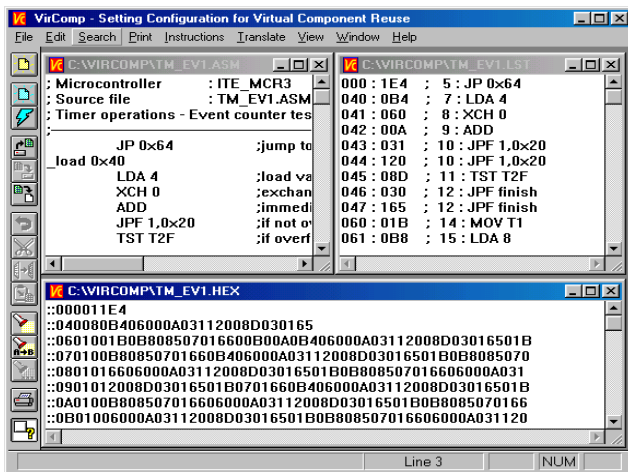 VirComp - Setting Configuration for Virtual Component Reuse
File Edit Search Print Instructions Translate View Window Help
C:\VIRCOMP\TM_EV1.ASM
; Microcontroller : ITE_MCR3
; Source file : TM_EV1.ASM
; Timer operations - Event counter tes
;
JP 0x64 ;jump to
_load 0x40
LDA 4 ;load va
XCH 0 ;exchan
ADD ;immedi
JPF 1,0x20 ;if not o
TST T2F ;if overf
C:\VIRCOMP\TM_EV1.LST
000 : 1E4 ; 5 : JP 0x64
040 : 0B4 ; 7 : LDA 4
041 : 060 ; 8 : XCH 0
042 : 00A ; 9 : ADD
043 : 031 ; 10 : JPF 1,0x20
044 : 120 ; 10 : JPF 1,0x20
045 : 08D ; 11 : TST T2F
046 : 030 ; 12 : JPF finish
047 : 165 ; 12 : JPF finish
060 : 01B ; 14 : MOV T1
061 : 0B8 ; 15 : LDA 8
C:\VIRCOMP\TM_EV1.HEX
::000011E4
::040080B406000A03112008D030165
::0601001B0B80850701660​0B00A0B406000A03112008D03016501B
::070100B80850701660B406000A03112008D03016501B0B8085070
::0801016606000A03112008D03016501B0B808507016606000A031
::0901012008D03016501B0701660B406000A03112008D03016501B
::0A0100B808507016606000A03112008D03016501B0B8085070166
::0B01006000A03112008D03016501B0B808507016606000A031120
Line 3 NUM